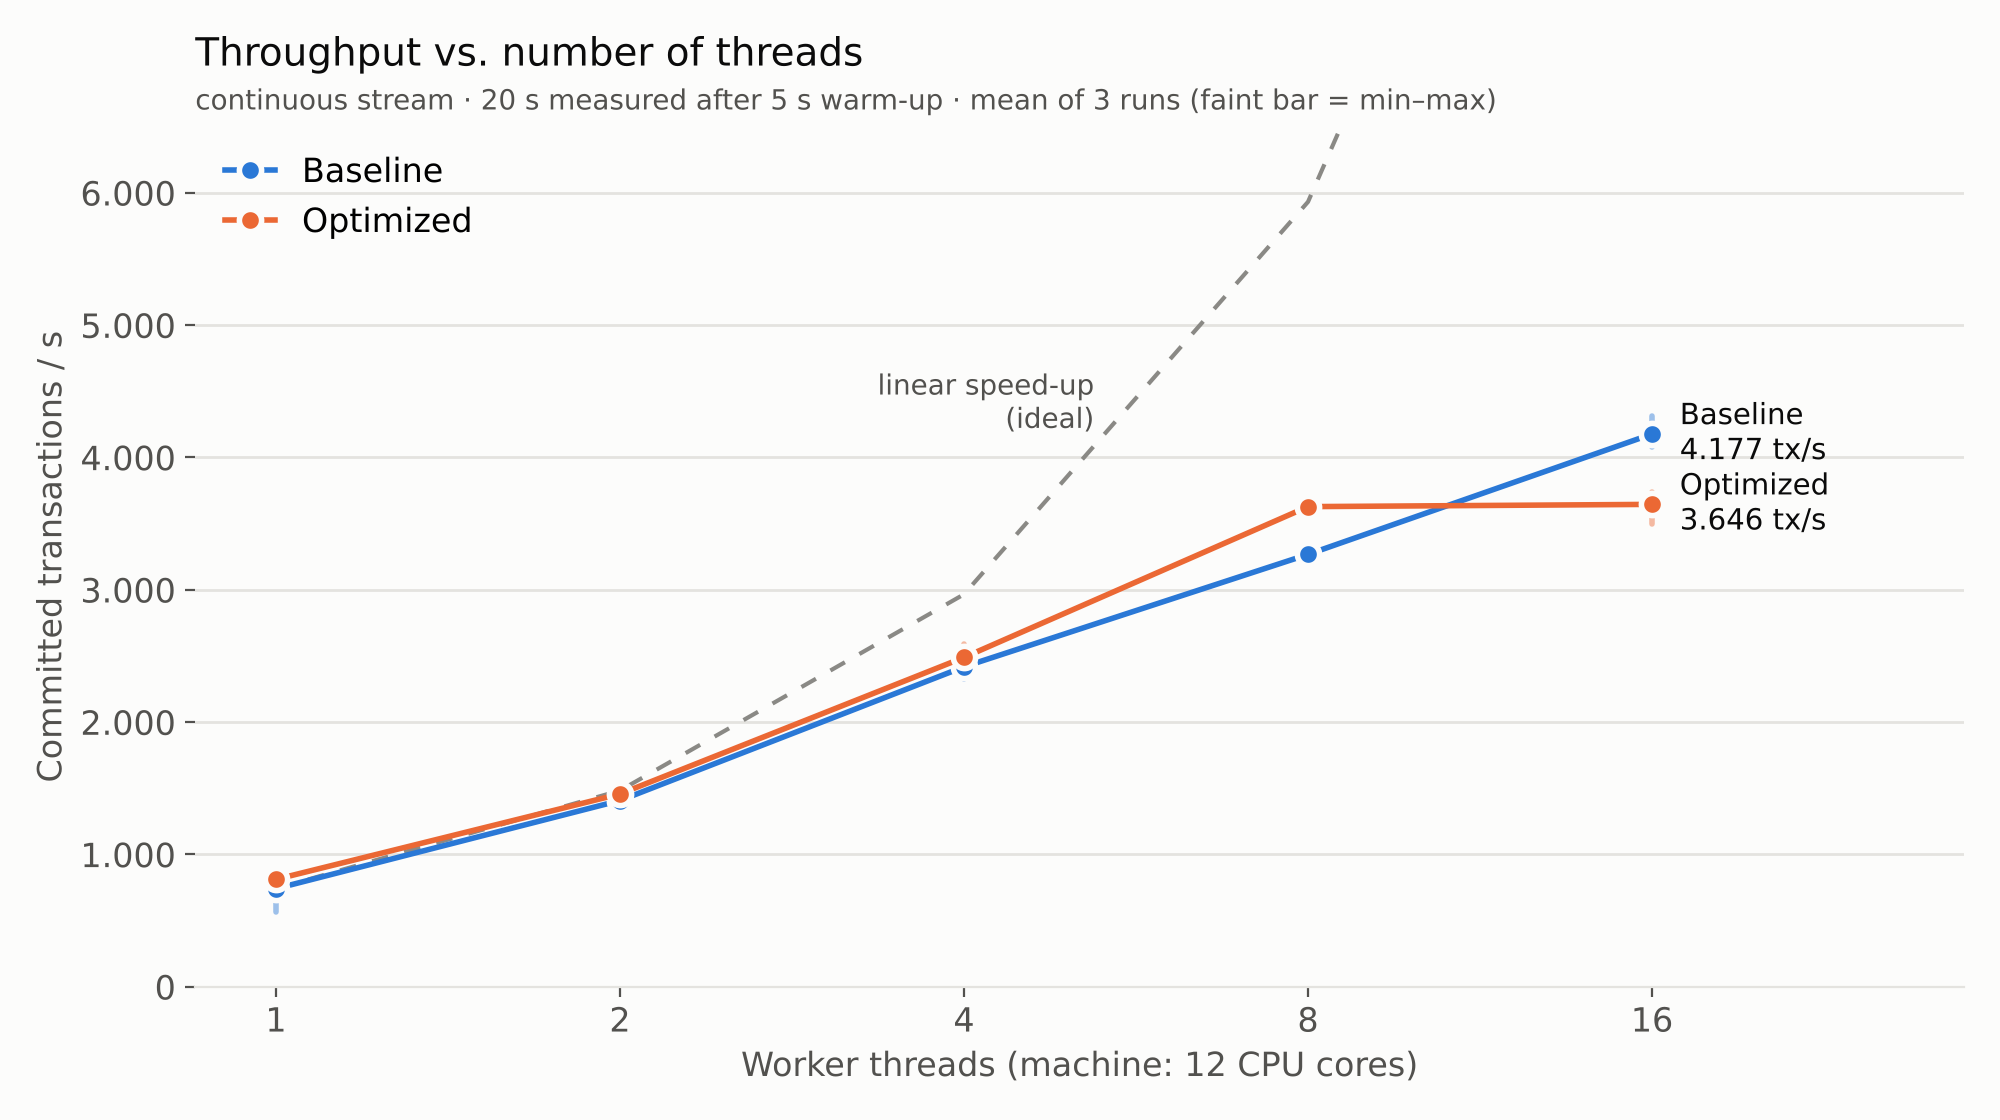 Throughput vs. number of threads
continuous stream · 20 s measured after 5 s warm-up · mean of 3 runs (faint bar = min–max)
Baseline
Optimized
Committed transactions / s
6.000
5.000
4.000
3.000
2.000
1.000
0
linear speed-up
(ideal)
Baseline
4.177 tx/s
Optimized
3.646 tx/s
1
2
4
8
16
Worker threads (machine: 12 CPU cores)